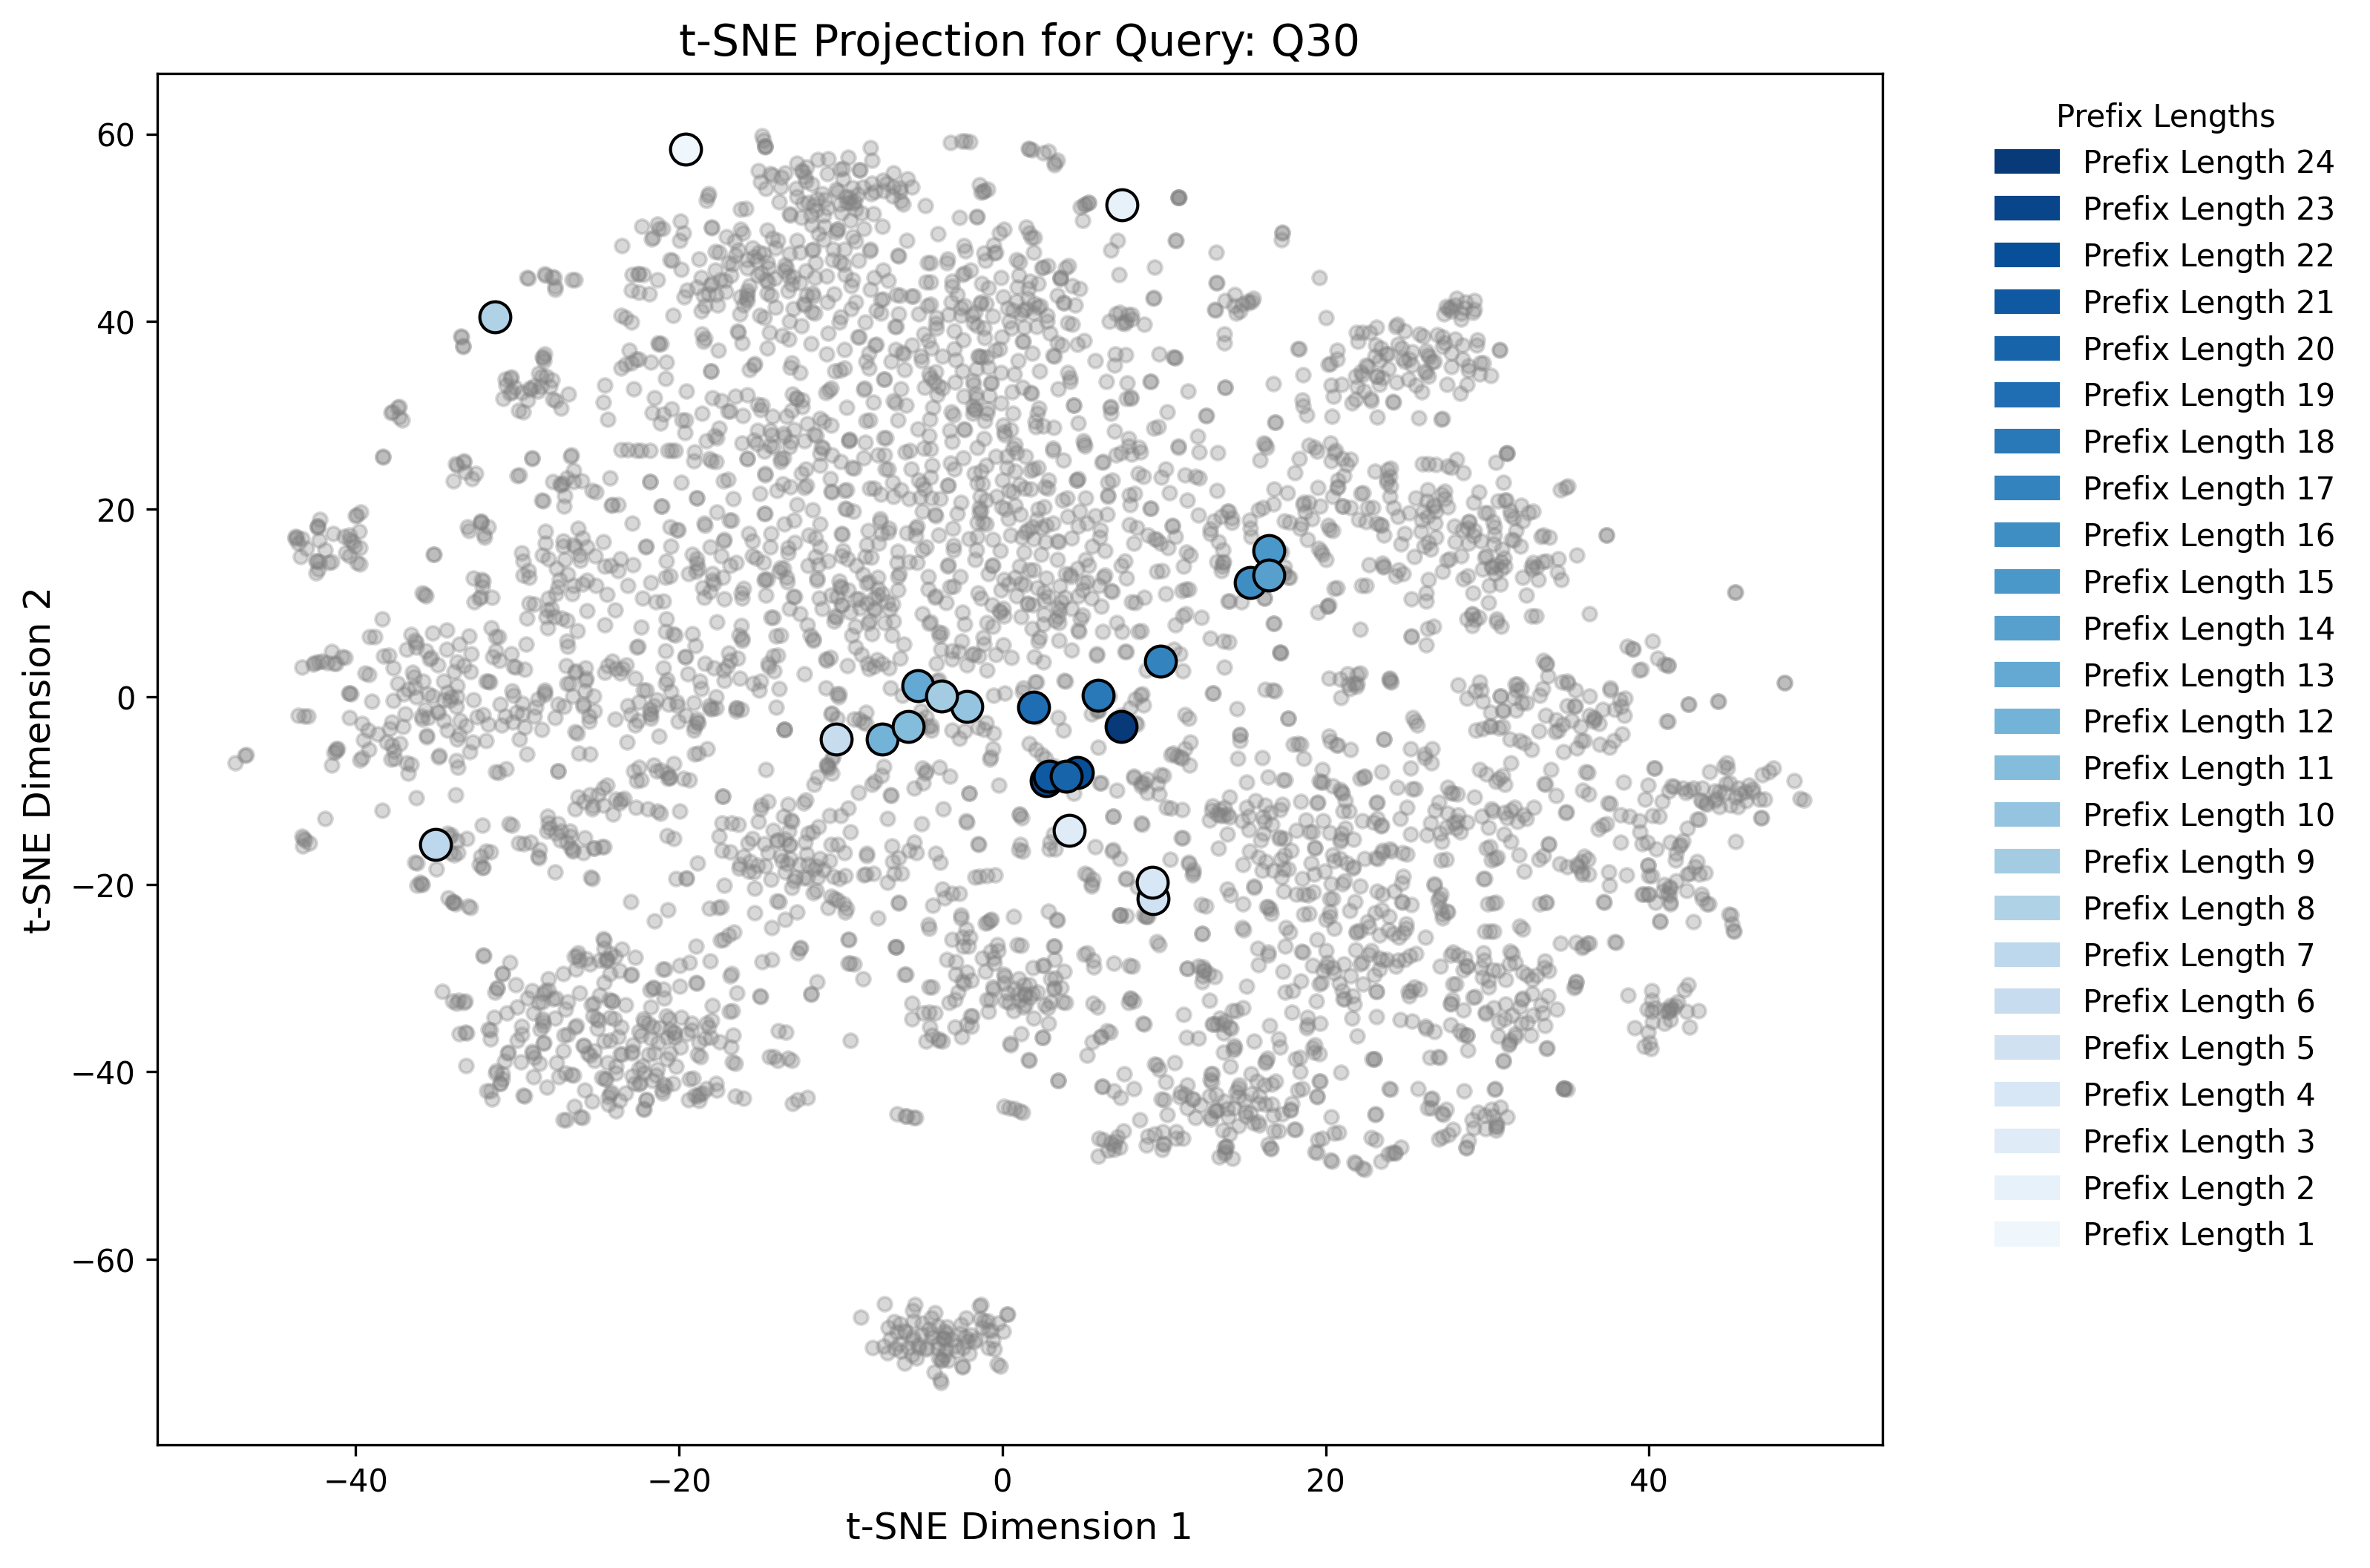 t-SNE Projection for Query: Q30
60
40
20
0
−20
−40
−60
t-SNE Dimension 2
−40
−20
0
20
40
t-SNE Dimension 1
Prefix Lengths
Prefix Length 24
Prefix Length 23
Prefix Length 22
Prefix Length 21
Prefix Length 20
Prefix Length 19
Prefix Length 18
Prefix Length 17
Prefix Length 16
Prefix Length 15
Prefix Length 14
Prefix Length 13
Prefix Length 12
Prefix Length 11
Prefix Length 10
Prefix Length 9
Prefix Length 8
Prefix Length 7
Prefix Length 6
Prefix Length 5
Prefix Length 4
Prefix Length 3
Prefix Length 2
Prefix Length 1